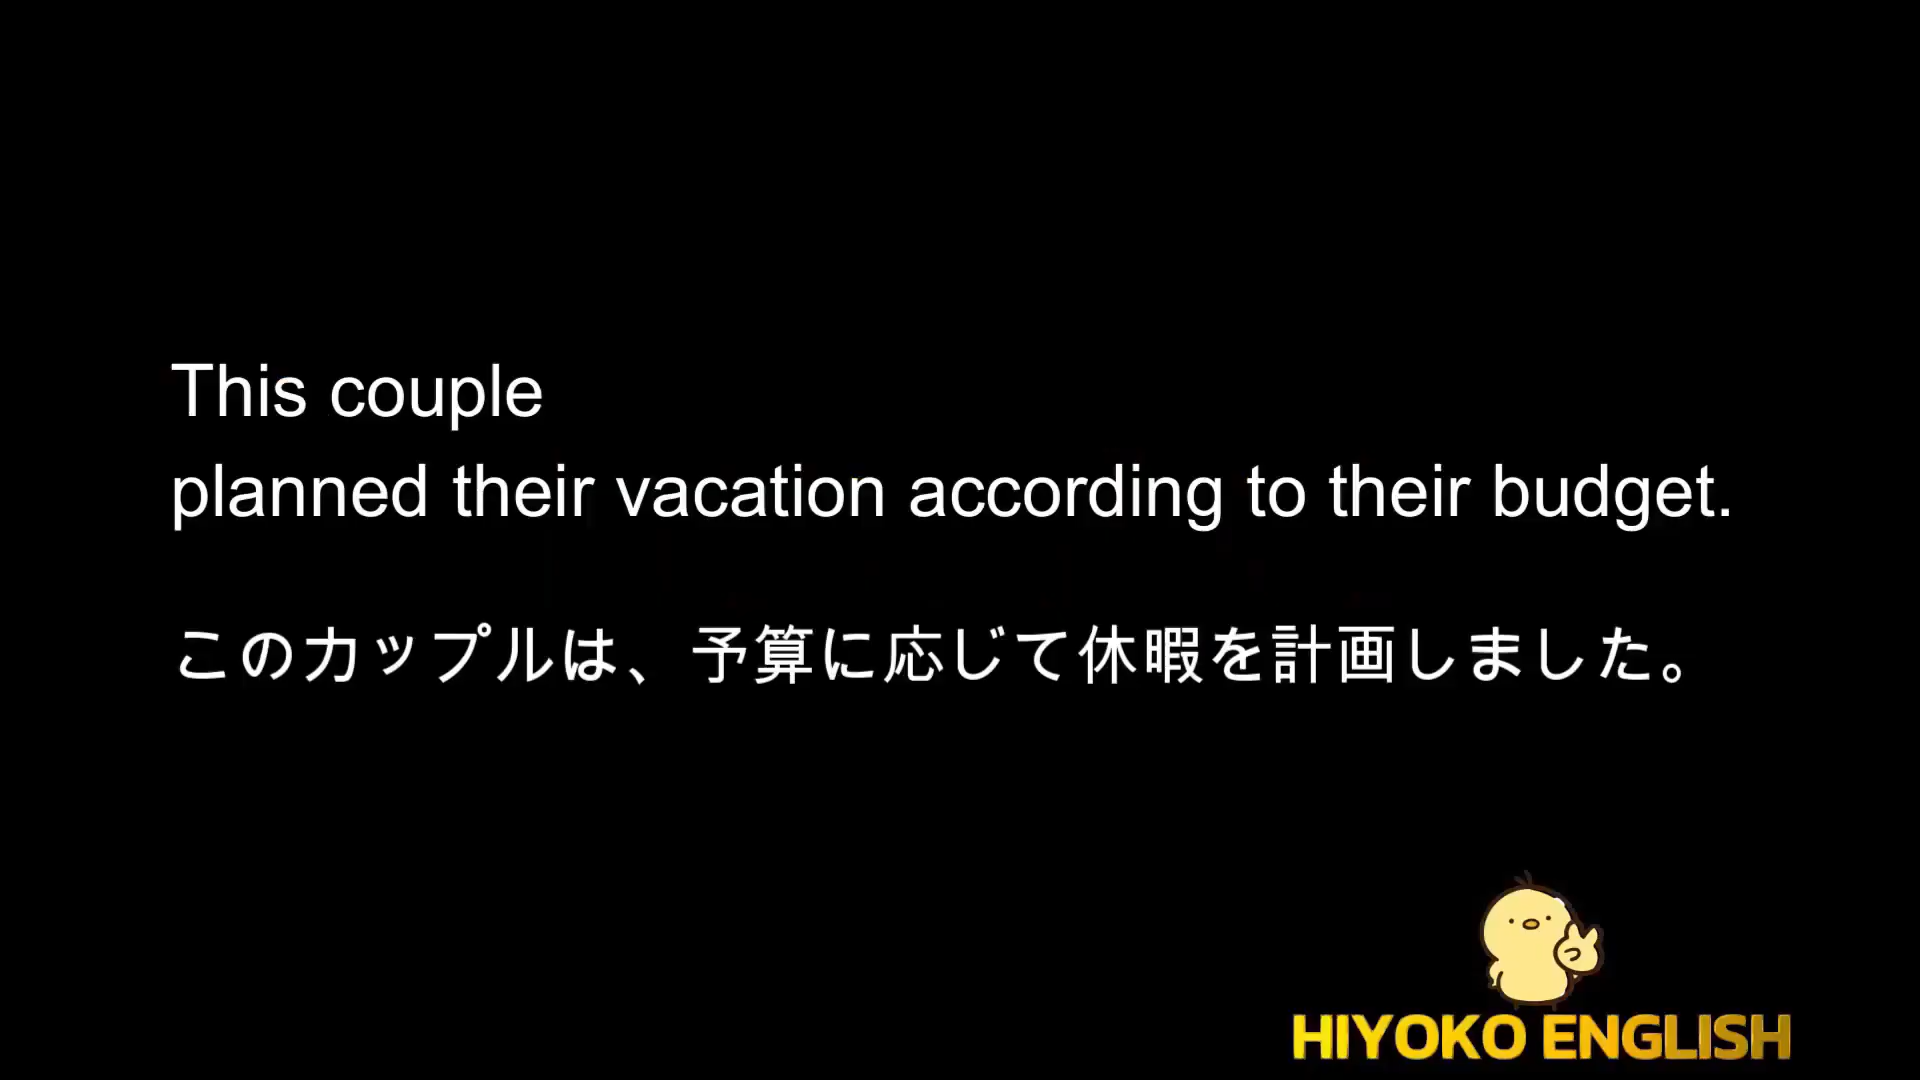 This couple
planned their vacation according to their budget.
このカップルは、予算に応じて休暇を計画しました。
HIYOKO ENGLISH